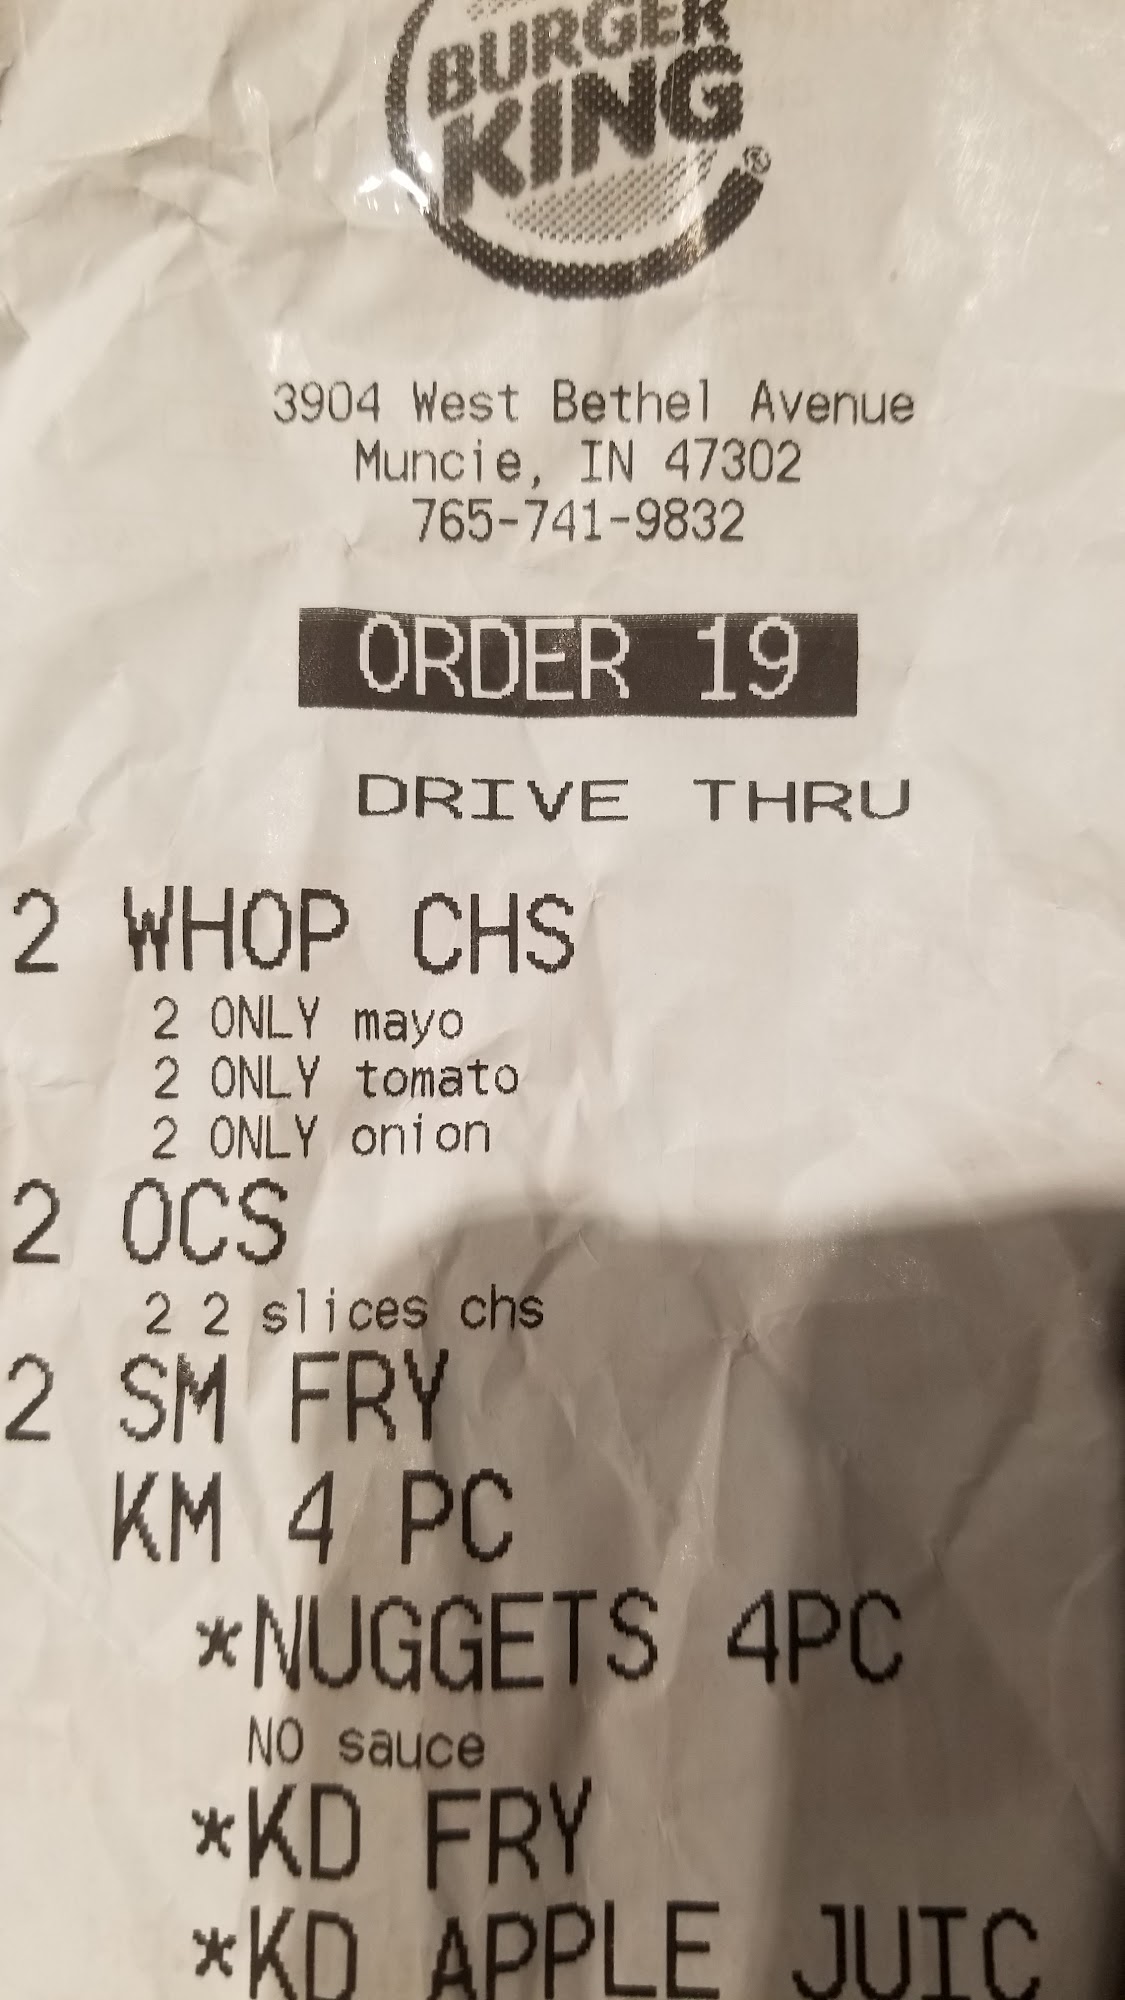 BURGER
KING®
3904 West Bethel Avenue
Muncie, IN 47302
765-741-9832
ORDER 19
DRIVE THRU
2 WHOP CHS
2 ONLY mayo
2 ONLY tomato
2 ONLY onion
2 OCS
2 2 slices chs
2 SM FRY
KM 4 PC
*NUGGETS 4PC
NO sauce
*KD FRY
*KD APPLE JUIC